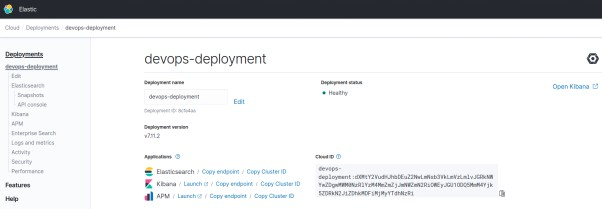 Elastic
Cloud / Deployments / devops-deployment
Deployments
devops-deployment
Edit
Elasticsearch
Snapshots
API console
Kibana
APM
Enterprise Search
Logs and metrics
Activity
Security
Performance
Features
Help
devops-deployment
Open Kibana
Deployment name
devops-deployment
Edit
Deployment ID:
Deployment version
v7.11.2
Deployment status
Healthy
Applications
Elasticsearch / Copy endpoint / Copy Cluster ID
Kibana / Launch / Copy endpoint / Copy Cluster ID
APM / Launch / Copy endpoint / Copy Cluster ID
Cloud ID
devops-